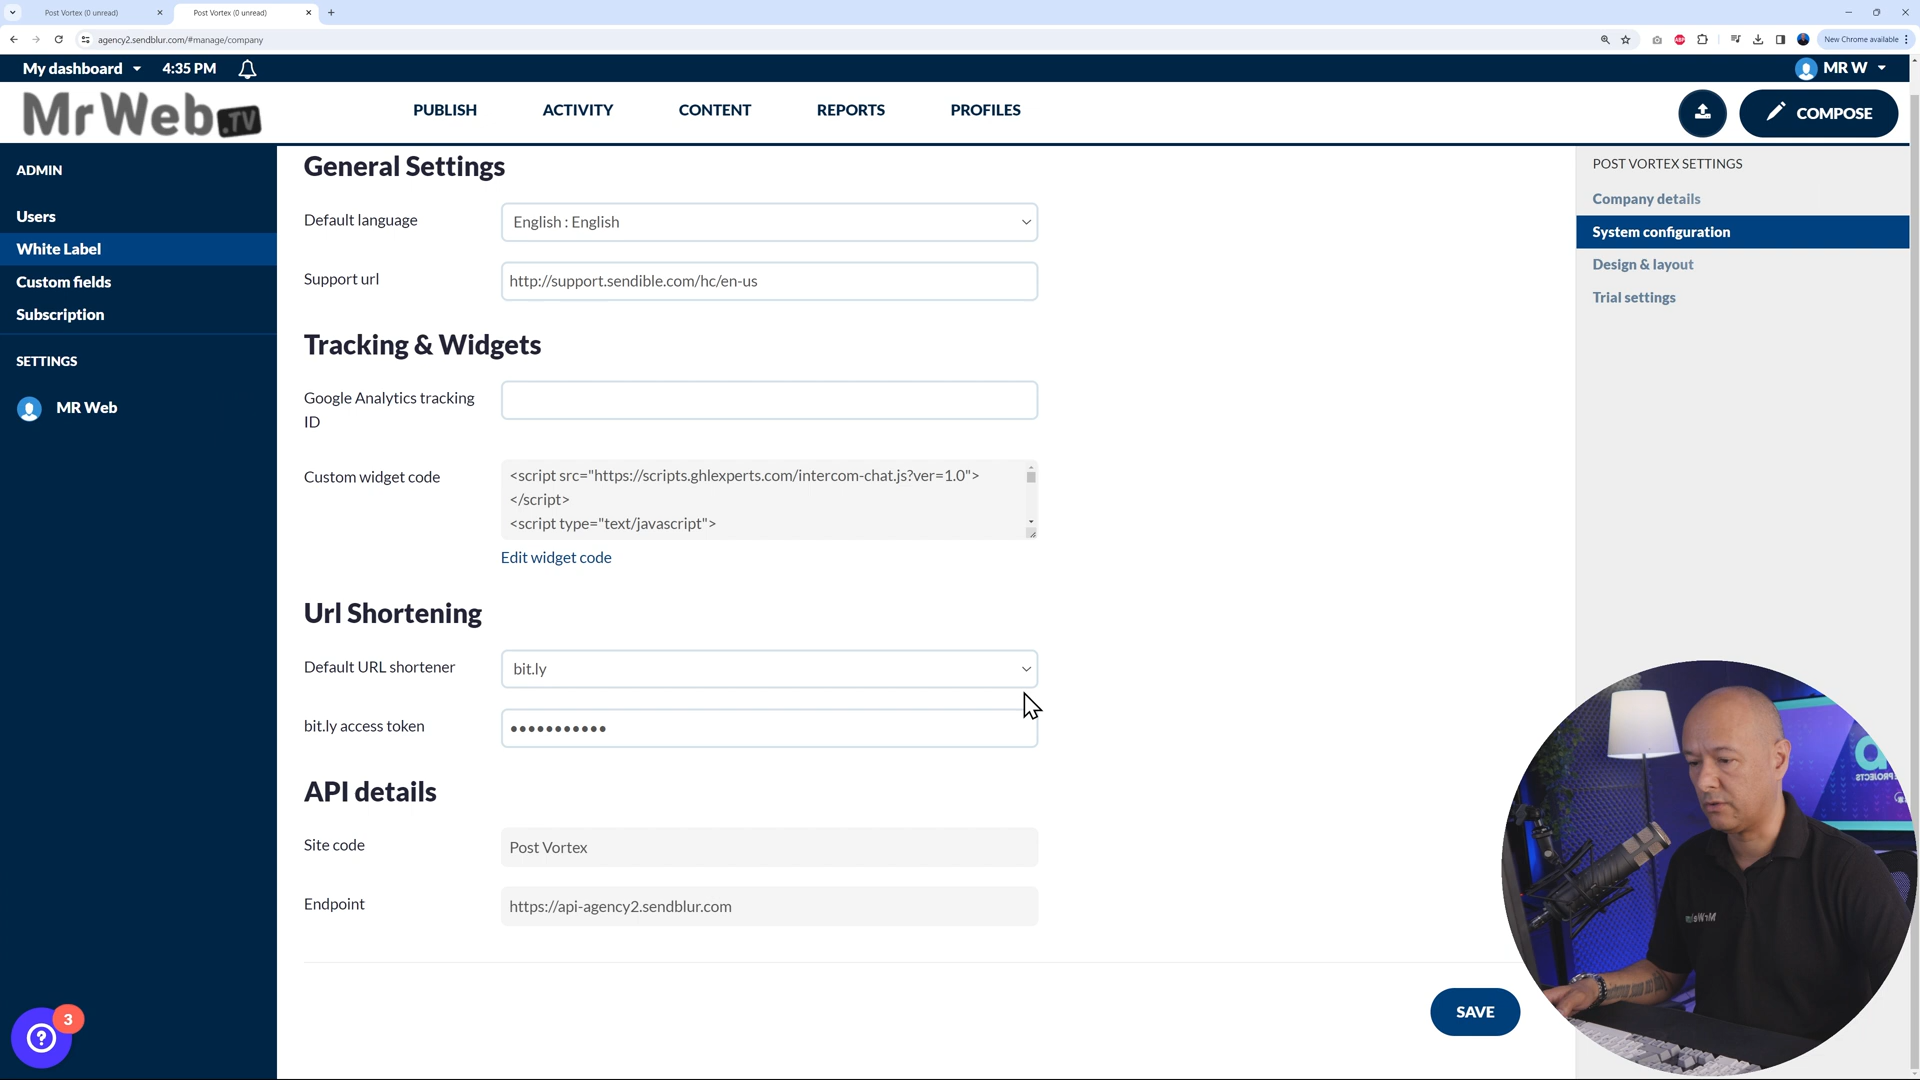 Post Vortex (0 unread)
Post Vortex (0 unread)
agency2.sendblur.com/#manage/company
New Chrome available
My dashboard
4:35 PM
MR W
MrWeb.TV
PUBLISH
ACTIVITY
CONTENT
REPORTS
PROFILES
COMPOSE
ADMIN
Users
White Label
Custom fields
Subscription
SETTINGS
MR Web
General Settings
Default language
English : English
Support url
http://support.sendible.com/hc/en-us
Tracking & Widgets
Google Analytics tracking
ID
Custom widget code
<script src="https://scripts.ghlexperts.com/intercom-chat.js?ver=1.0">
</script>
<script type="text/javascript">
Edit widget code
Url Shortening
Default URL shortener
bit.ly
bit.ly access token
•••••••••••
API details
Site code
Post Vortex
Endpoint
https://api-agency2.sendblur.com
SAVE
POST VORTEX SETTINGS
Company details
System configuration
Design & layout
Trial settings
3
ABP